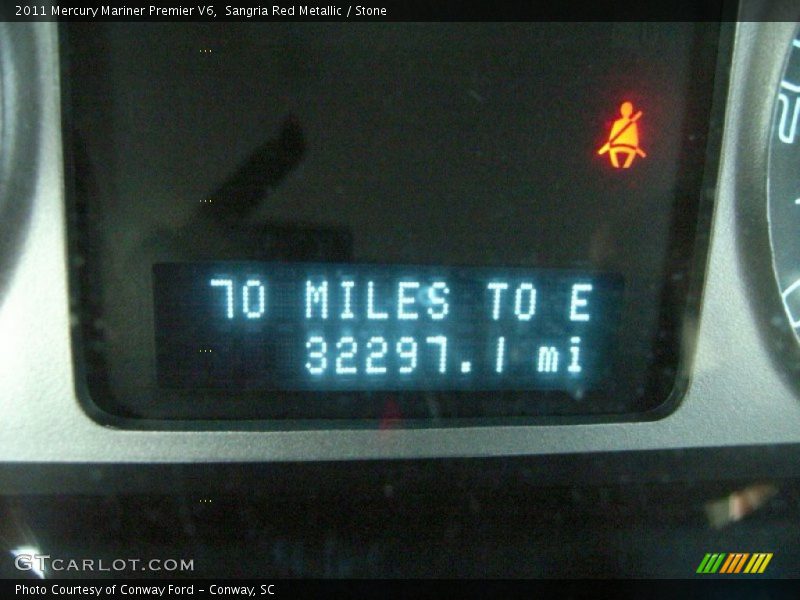 2011 Mercury Mariner Premier V6,  Sangria Red Metallic / Stone
70 MILES TO E
32297.1 mi
GTCARLOT.COM
Photo Courtesy of Conway Ford – Conway, SC